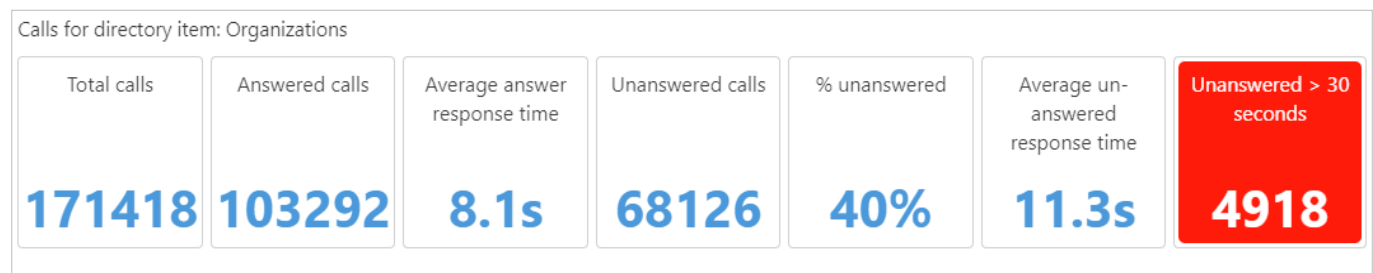 Calls for directory item: Organizations
Total calls
171418
Answered calls
103292
Average answer
response time
8.1s
Unanswered calls
68126
% unanswered
40%
Average un-
answered
response time
11.3s
Unanswered > 30
seconds
4918